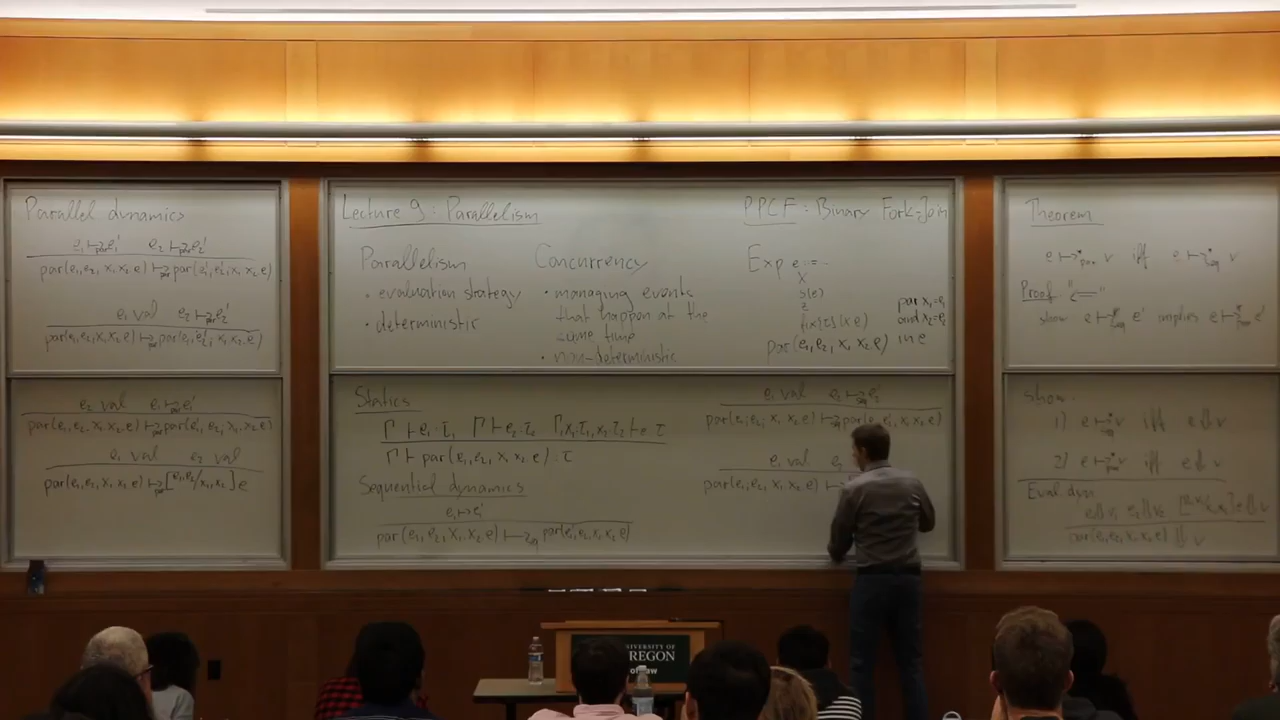 Parallel dynamics
e₁ ↦par e₁′   e₂ ↦par e₂′
par(e₁, e₂, x₁.x₂.e) ↦par par(e₁′, e₂′, x₁.x₂.e)
e₁ val   e₂ ↦par e₂′
par(e₁, e₂, x₁.x₂.e) ↦par par(e₁, e₂′, x₁.x₂.e)
e₂ val   e₁ ↦par e₁′
par(e₁, e₂, x₁.x₂.e) ↦par par(e₁′, e₂, x₁.x₂.e)
e₁ val   e₂ val
par(e₁, e₂, x₁.x₂.e) ↦par [e₁,e₂/x₁,x₂]e
Lecture 9: Parallelism
Parallelism
• evaluation strategy
• deterministic
Concurrency
• managing events
that happen at the
same time
• non-deterministic
PPCF: Binary Fork-Join
Exp e ::= --
x
s(e)
z
fix{τ}(x.e)
par(e₁, e₂, x₁.x₂.e)
par x₁=e₁
and x₂=e₂
in e
Statics
Γ ⊢ e₁:τ₁   Γ ⊢ e₂:τ₂   Γ,x₁:τ₁,x₂:τ₂ ⊢ e:τ
Γ ⊢ par(e₁, e₂, x₁.x₂.e) : τ
Sequential dynamics
e₁ ↦ e₁′
par(e₁, e₂, x₁.x₂.e) ↦seq par(e₁′, e₂, x₁.x₂.e)
e₁ val   e₂ ↦seq e₂′
par(e₁; e₂; x₁.x₂.e) ↦seq par(e₁, e₂′, x₁.x₂.e)
e₁ val   e₂
par(e₁, e₂, x₁.x₂.e) ↦
Theorem
e ↦*par v   iff   e ↦*seq v
Proof "⇐"
show e ↦*seq e′ implies e ↦*par e′
show:
1) e ↦*seq v   iff   e ⇓ v
2) e ↦*par v   iff   e ⇓ v
Eval dyn
e₁ ⇓ v₁   e₂ ⇓ v₂   [v₁,v₂/x₁,x₂]e ⇓ v
par(e₁, e₂, x₁.x₂.e) ⇓ v
UNIVERSITY OF
OREGON
of Law